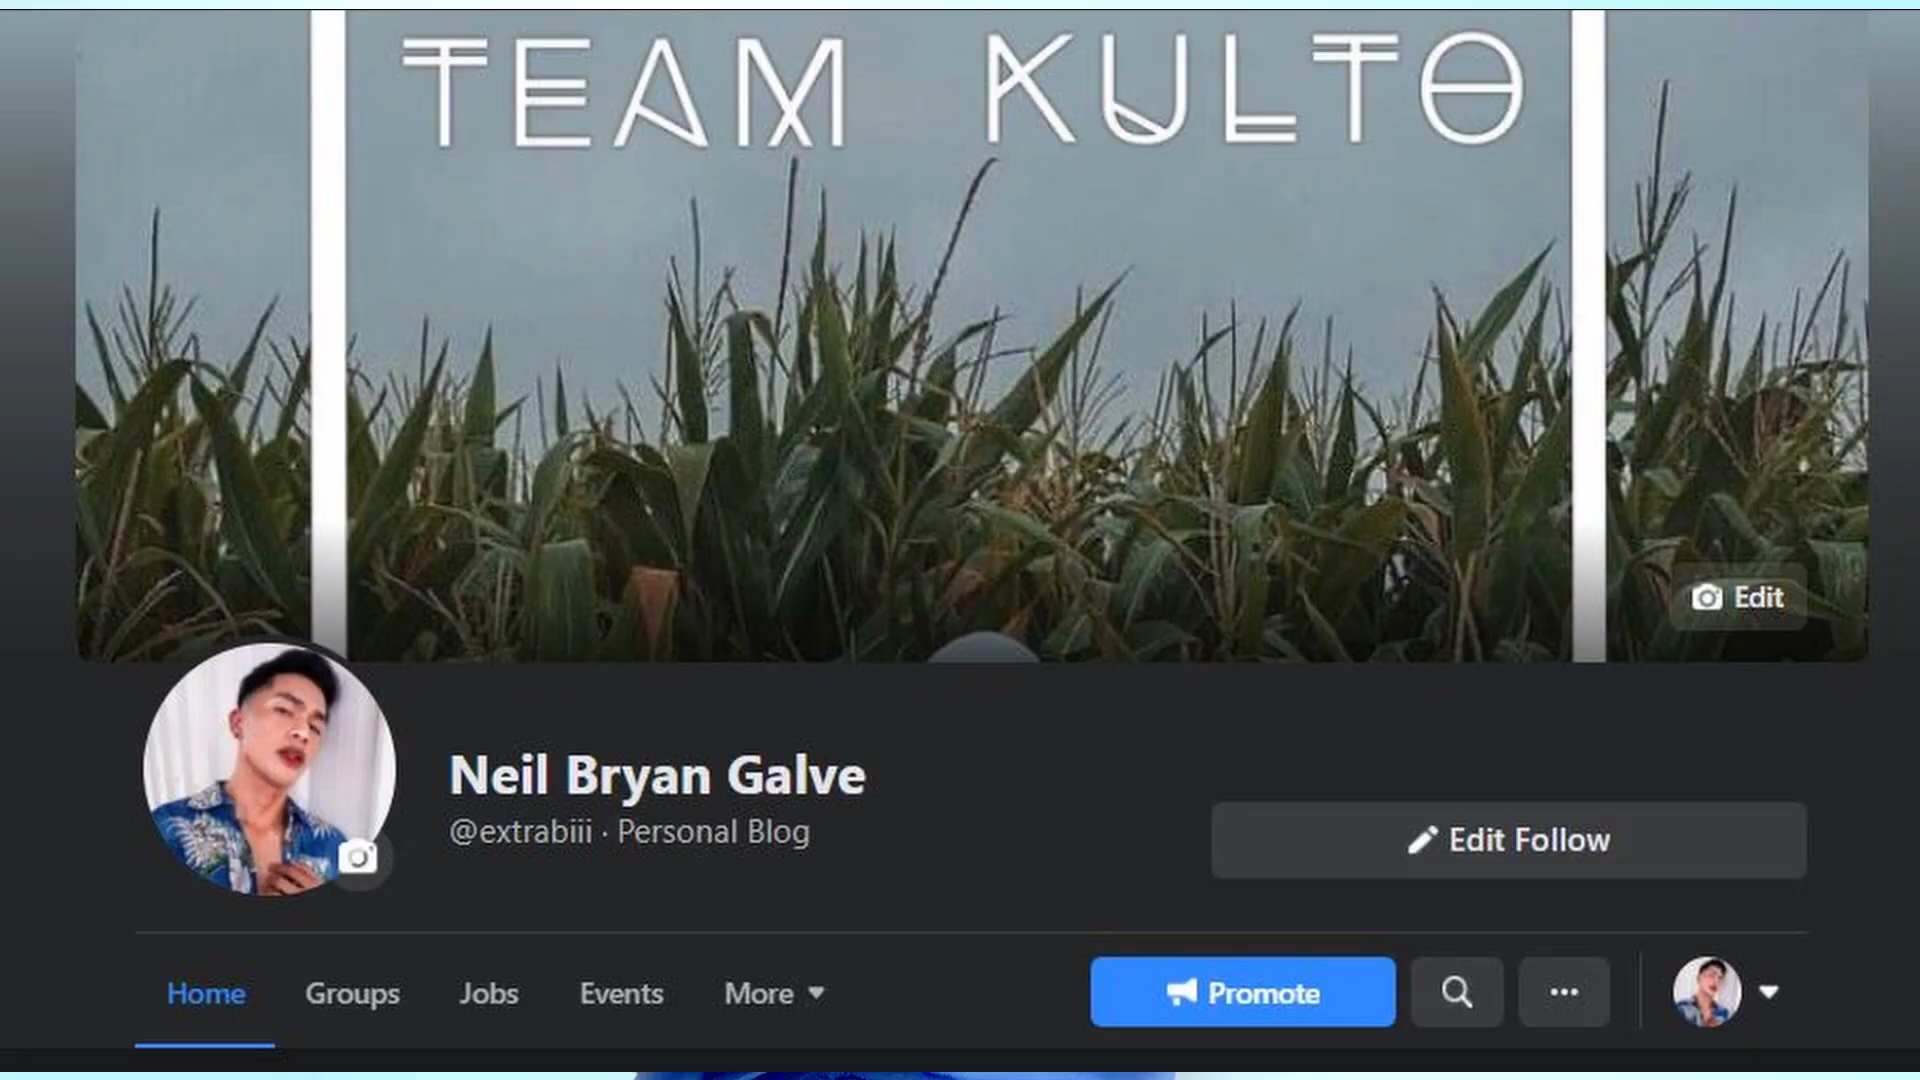 TEAM KULTO
Edit
Neil Bryan Galve
@extrabiii · Personal Blog
Edit Follow
Home
Groups
Jobs
Events
More
Promote